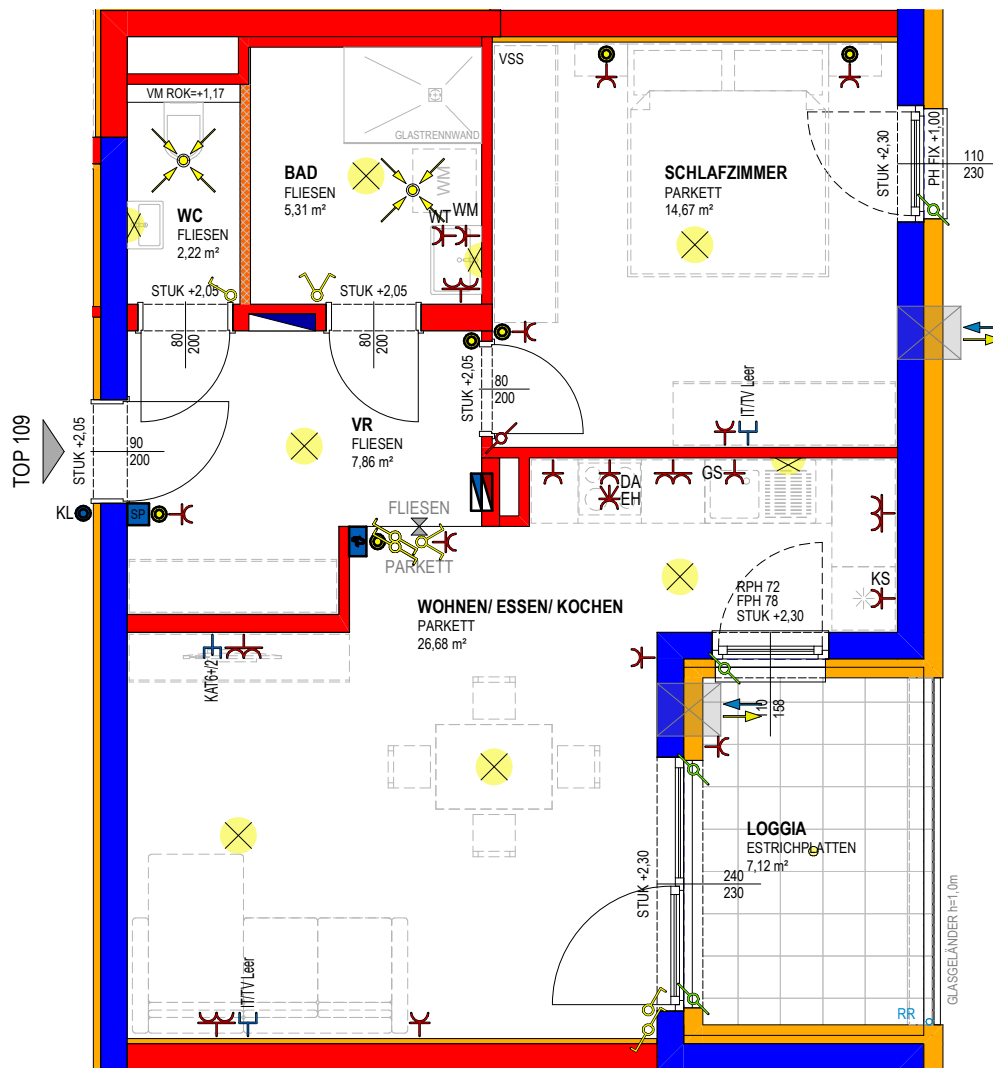 VSS
VM ROK=+1,17
GLASTRENNWAND
WM
BAD
FLIESEN
5,31 m²
WC
FLIESEN
2,22 m²
WT
WM
SCHLAFZIMMER
PARKETT
14,67 m²
STUK +2,30
PH FIX +1,00
110
230
STUK +2,05
STUK +2,05
80
200
80
200
STUK +2,05
80
200
TOP 109
STUK +2,05
90
200
VR
FLIESEN
7,86 m²
IT/TV Leer
KL
SP
FLIESEN
PARKETT
DA
EH
GS
KS
RPH 72
FPH 78
STUK +2,30
WOHNEN/ ESSEN/ KOCHEN
PARKETT
26,68 m²
KAT6+/2
110
158
LOGGIA
ESTRICHPLATTEN
7,12 m²
STUK +2,30
240
230
GLASGELÄNDER h=1,0m
IT/TV Leer
RR